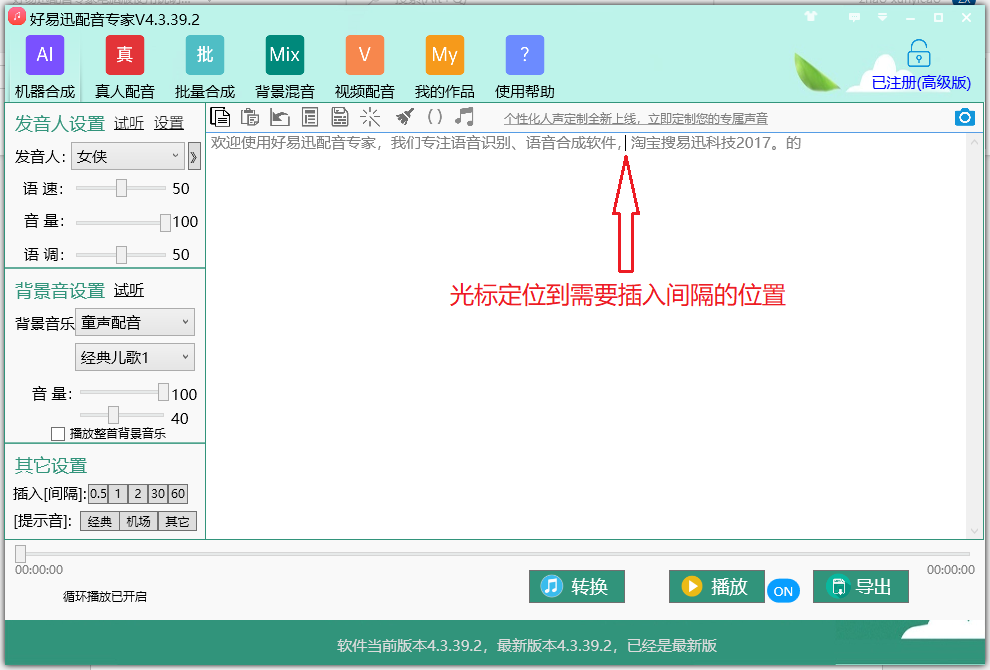 好易迅配音专家V4.3.39.2
AI 真 批 Mix V My ?
机器合成 真人配音 批量合成 背景混音 视频配音 我的作品 使用帮助
已注册(高级版)
发音人设置 试听 设置
个性化人声定制全新上线，立即定制您的专属声音
发音人: 女侠
欢迎使用好易迅配音专家，我们专注语音识别、语音合成软件，淘宝搜易迅科技2017。的
语 速: 50
音 量: 100
语 调: 50
光标定位到需要插入间隔的位置
背景音设置 试听
背景音乐 童声配音
经典儿歌1
音 量: 100
40
播放整首背景音乐
其它设置
插入[间隔]: 0.5 1 2 30 60
[提示音]: 经典 机场 其它
00:00:00 00:00:00
循环播放已开启
转换 播放 ON 导出
软件当前版本4.3.39.2，最新版本4.3.39.2，已经是最新版